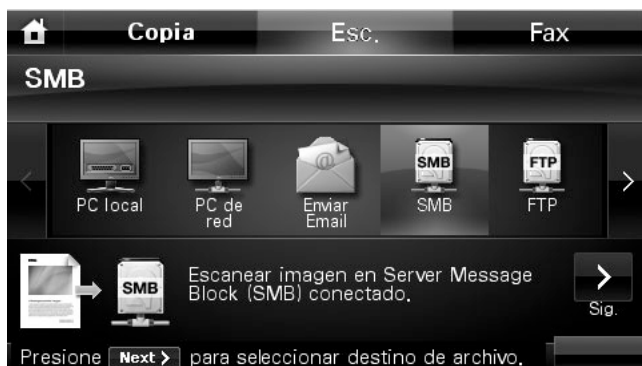 Copia Esc. Fax
SMB
SMB FTP
PC local PC de red Enviar Email SMB FTP
SMB Escanear imagen en Server Message
Block (SMB) conectado.
Sig.
Presione Next > para seleccionar destino de archivo.